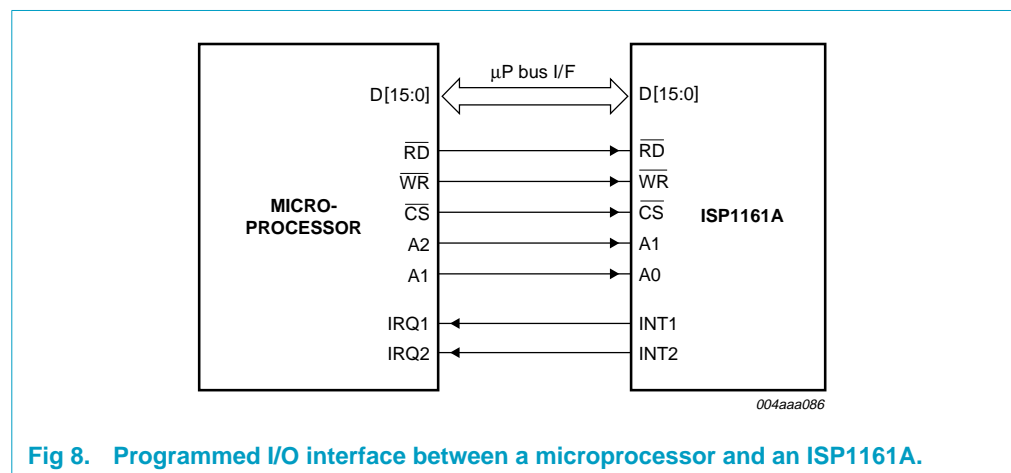 μP bus I/F
D[15:0] D[15:0]
RD RD
WR WR
CS CS
MICRO-
PROCESSOR
ISP1161A
A2 A1
A1 A0
IRQ1 INT1
IRQ2 INT2
004aaa086
Fig 8. Programmed I/O interface between a microprocessor and an ISP1161A.